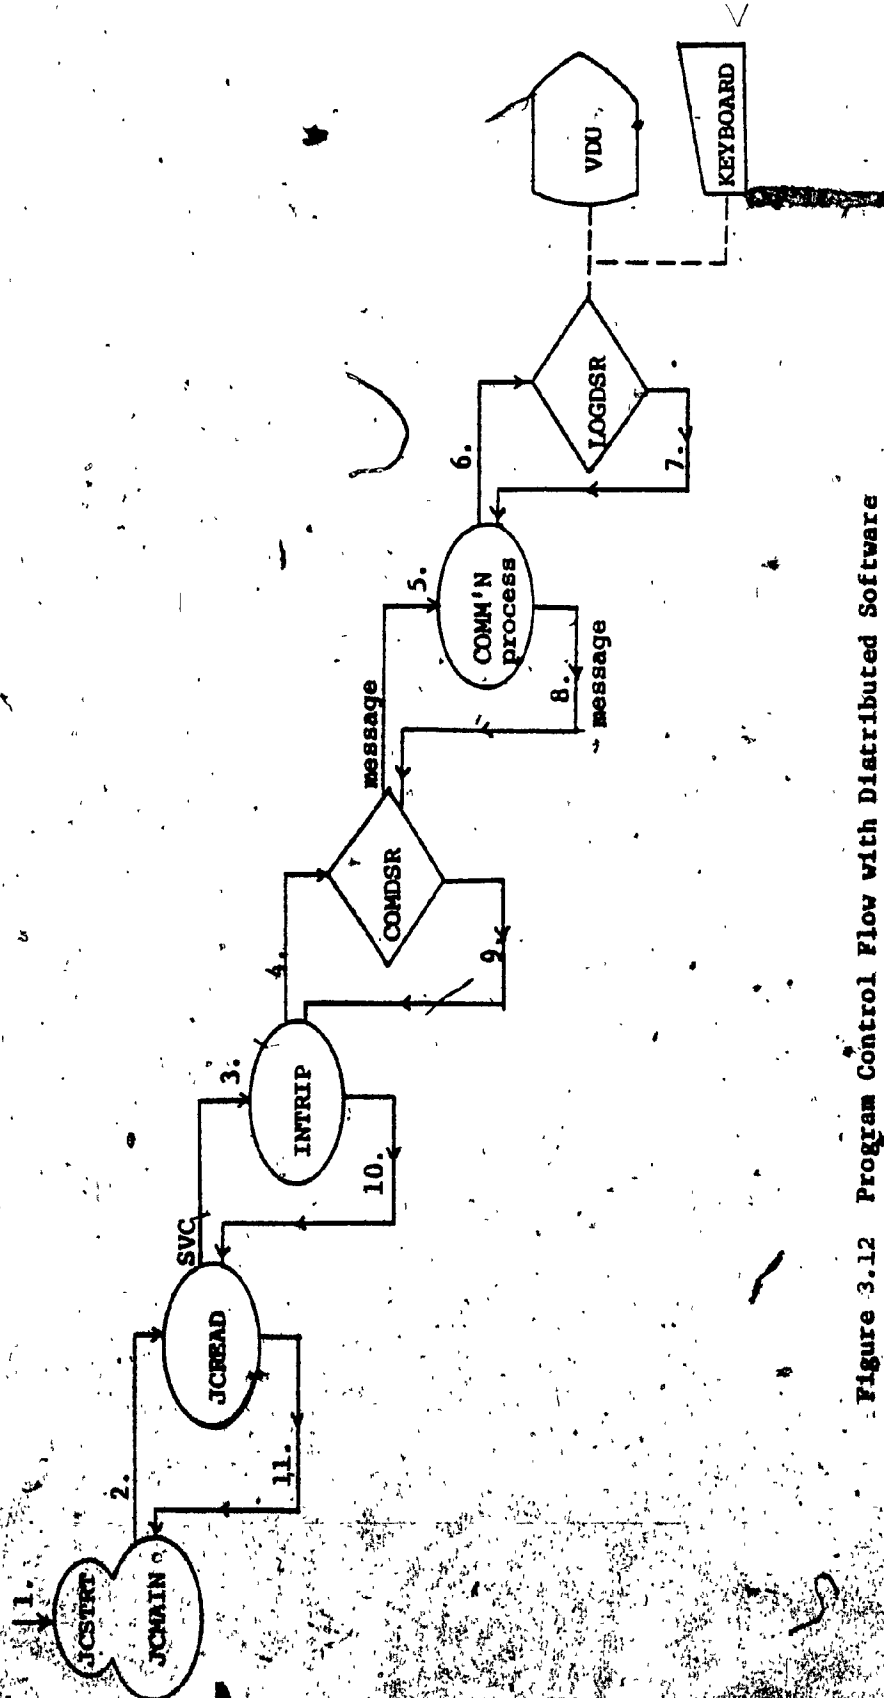 1.
JCSTRT
JCMAIN
2.
11.
JCREAD
SVC
3.
10.
INTRIP
4.
9.
COMDSR
message
5.
8.
message
COMM'N
process
6.
7.
LOGDSR
VDU
KEYBOARD
Figure 3.12 Program Control Flow with Distributed Software